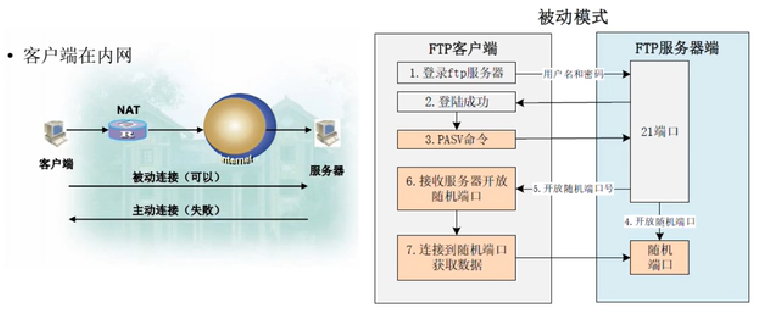 • 客户端在内网
NAT
internet
客户端
服务器
被动连接（可以）
主动连接（失败）
被动模式
FTP客户端
FTP服务器端
1.登录ftp服务器
用户名和密码
2.登陆成功
21端口
3.PASV命令
6.接收服务器开放
随机端口
5.开放随机端口号
4.开放随机端口
7.连接到随机端口
获取数据
随机
端口